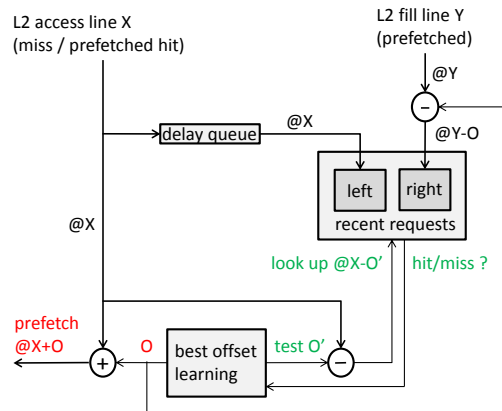 L2 access line X
(miss / prefetched hit)
L2 fill line Y
(prefetched)
@Y
−
@X
delay queue
@Y-O
left
right
@X
recent requests
look up @X-O’
hit/miss ?
prefetch
@X+O
+
O
best offset
learning
test O’
−